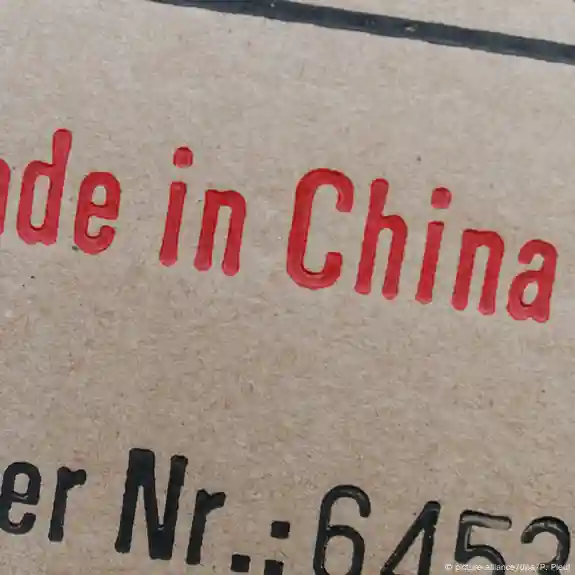 ade in China
er Nr.: 6452
© picture-alliance/dpa/P. Pleul